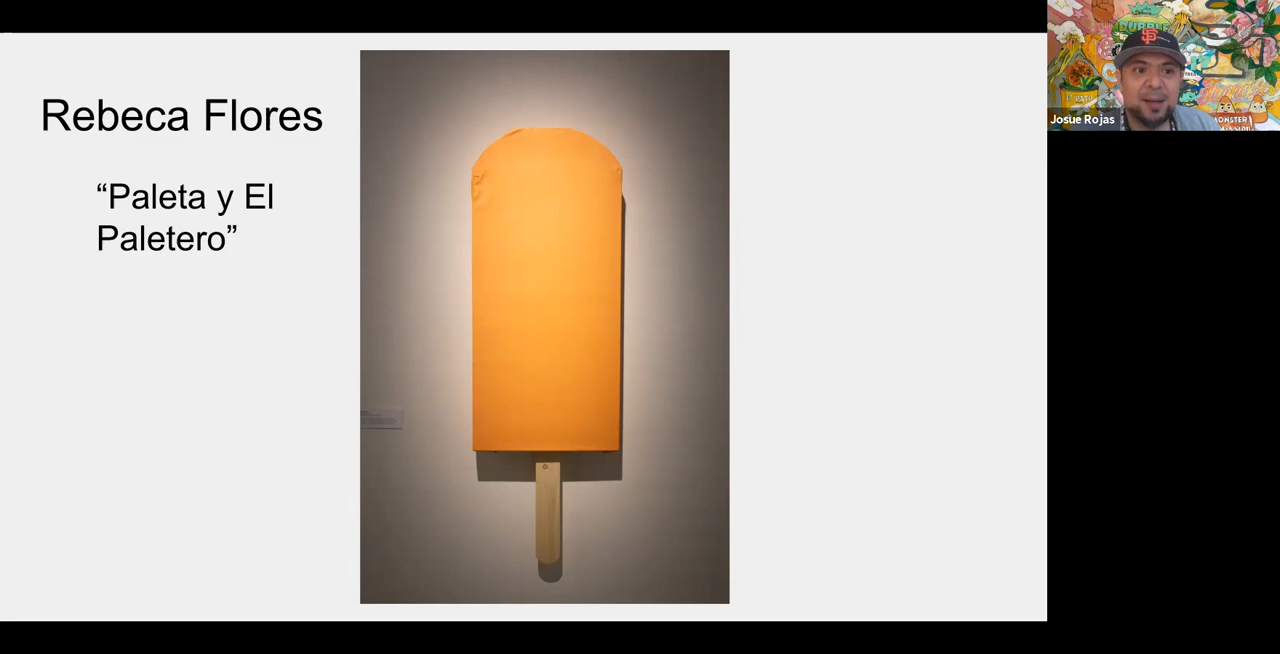 Rebeca Flores
“Paleta y El
Paletero”
Josue Rojas